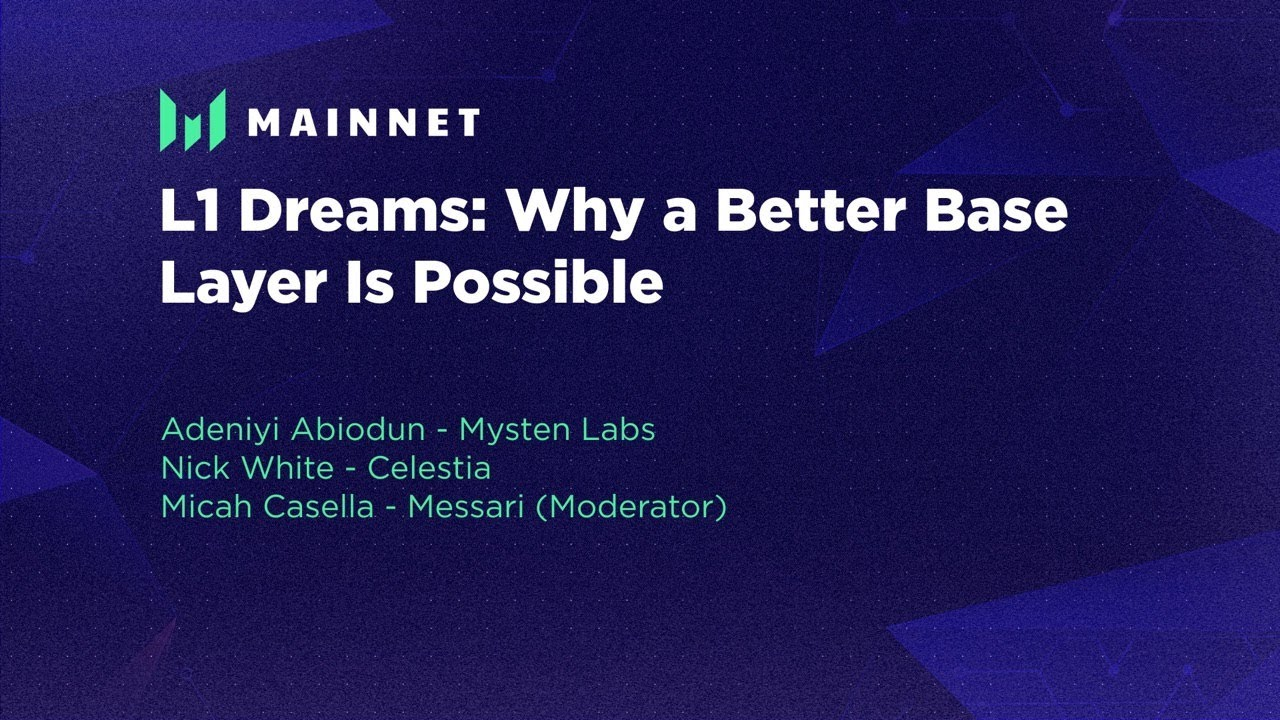 MAINNET
L1 Dreams: Why a Better Base
Layer Is Possible
Adeniyi Abiodun - Mysten Labs
Nick White - Celestia
Micah Casella - Messari (Moderator)